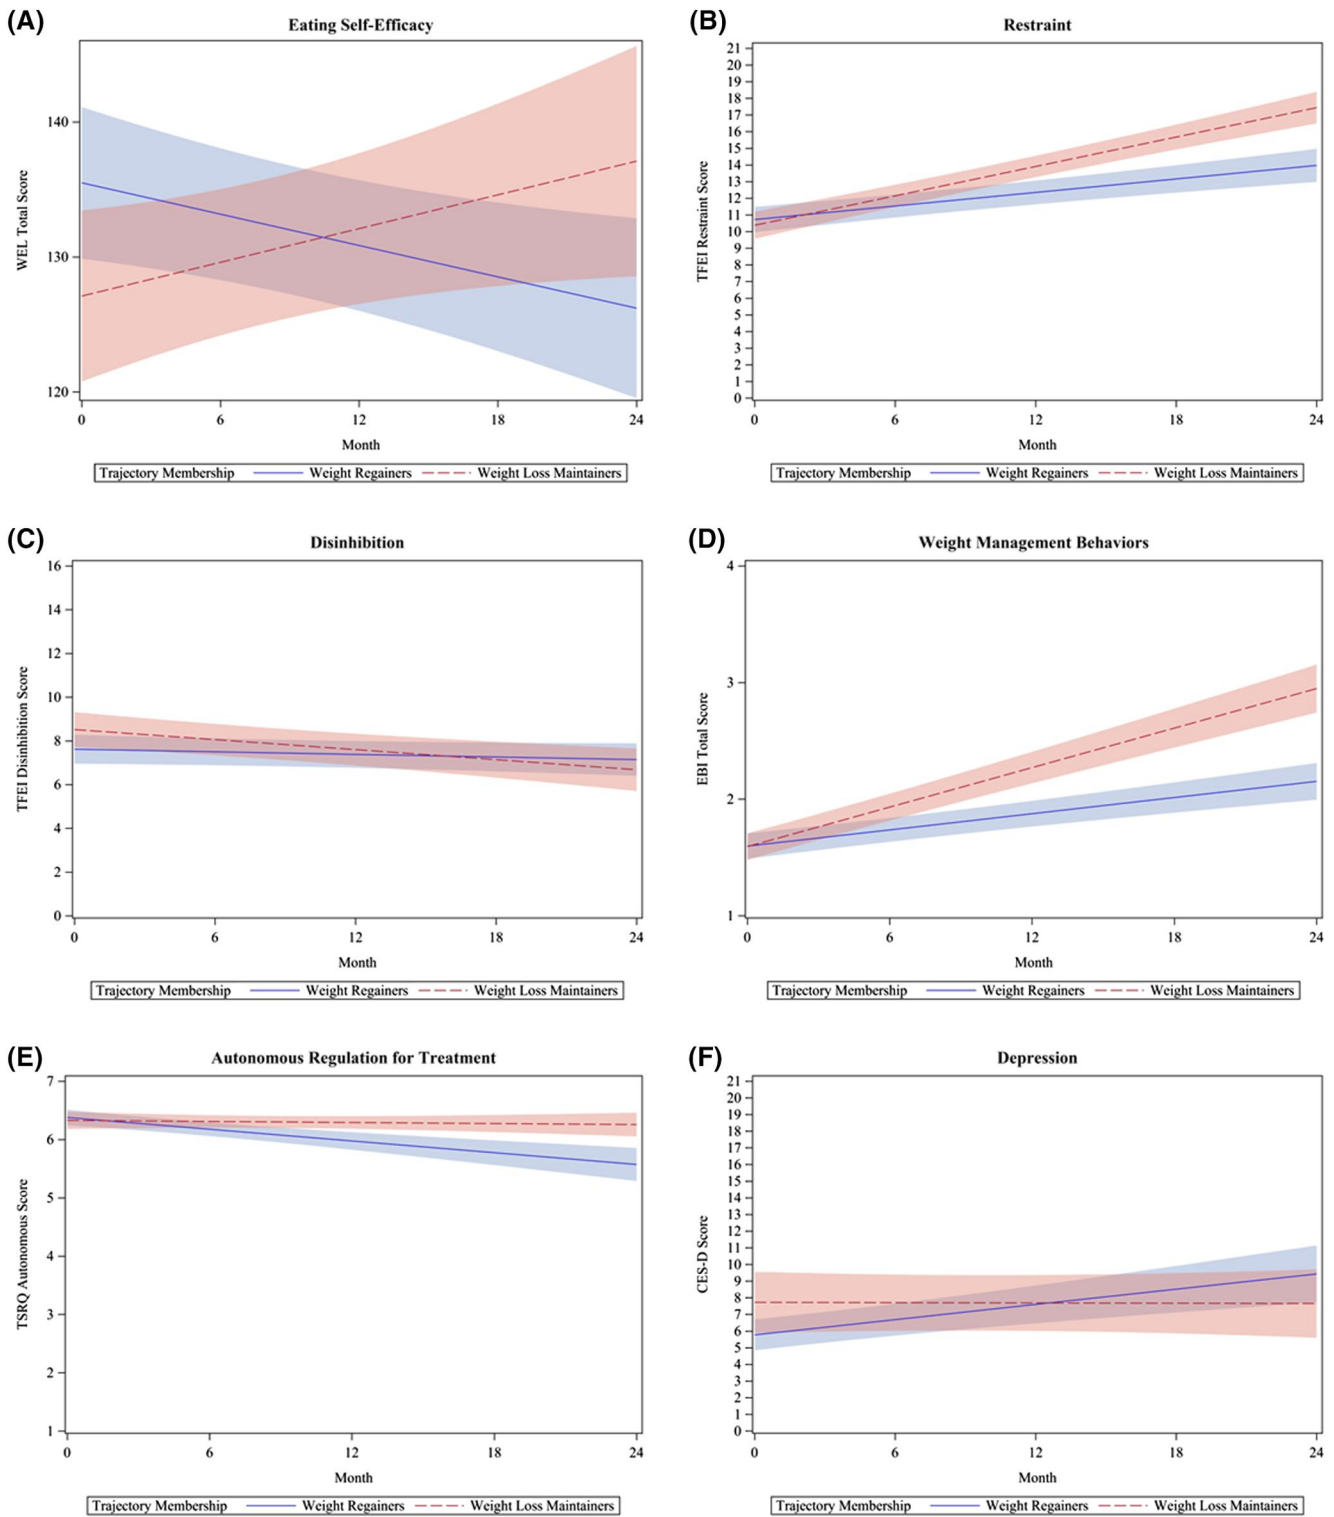 (A)
Eating Self-Efficacy
WEL Total Score
140
130
120
0 6 12 18 24
Month
Trajectory Membership Weight Regainers Weight Loss Maintainers
(B)
Restraint
TFEI Restraint Score
21
20
19
18
17
16
15
14
13
12
11
10
9
8
7
6
5
4
3
2
1
0
0 6 12 18 24
Month
Trajectory Membership Weight Regainers Weight Loss Maintainers
(C)
Disinhibition
TFEI Disinhibition Score
16
14
12
10
8
6
4
2
0
0 6 12 18 24
Month
Trajectory Membership Weight Regainers Weight Loss Maintainers
(D)
Weight Management Behaviors
EBI Total Score
4
3
2
1
0 6 12 18 24
Month
Trajectory Membership Weight Regainers Weight Loss Maintainers
(E)
Autonomous Regulation for Treatment
TSRQ Autonomous Score
7
6
5
4
3
2
1
0 6 12 18 24
Month
Trajectory Membership Weight Regainers Weight Loss Maintainers
(F)
Depression
CES-D Score
21
20
19
18
17
16
15
14
13
12
11
10
9
8
7
6
5
4
3
2
1
0
0 6 12 18 24
Month
Trajectory Membership Weight Regainers Weight Loss Maintainers